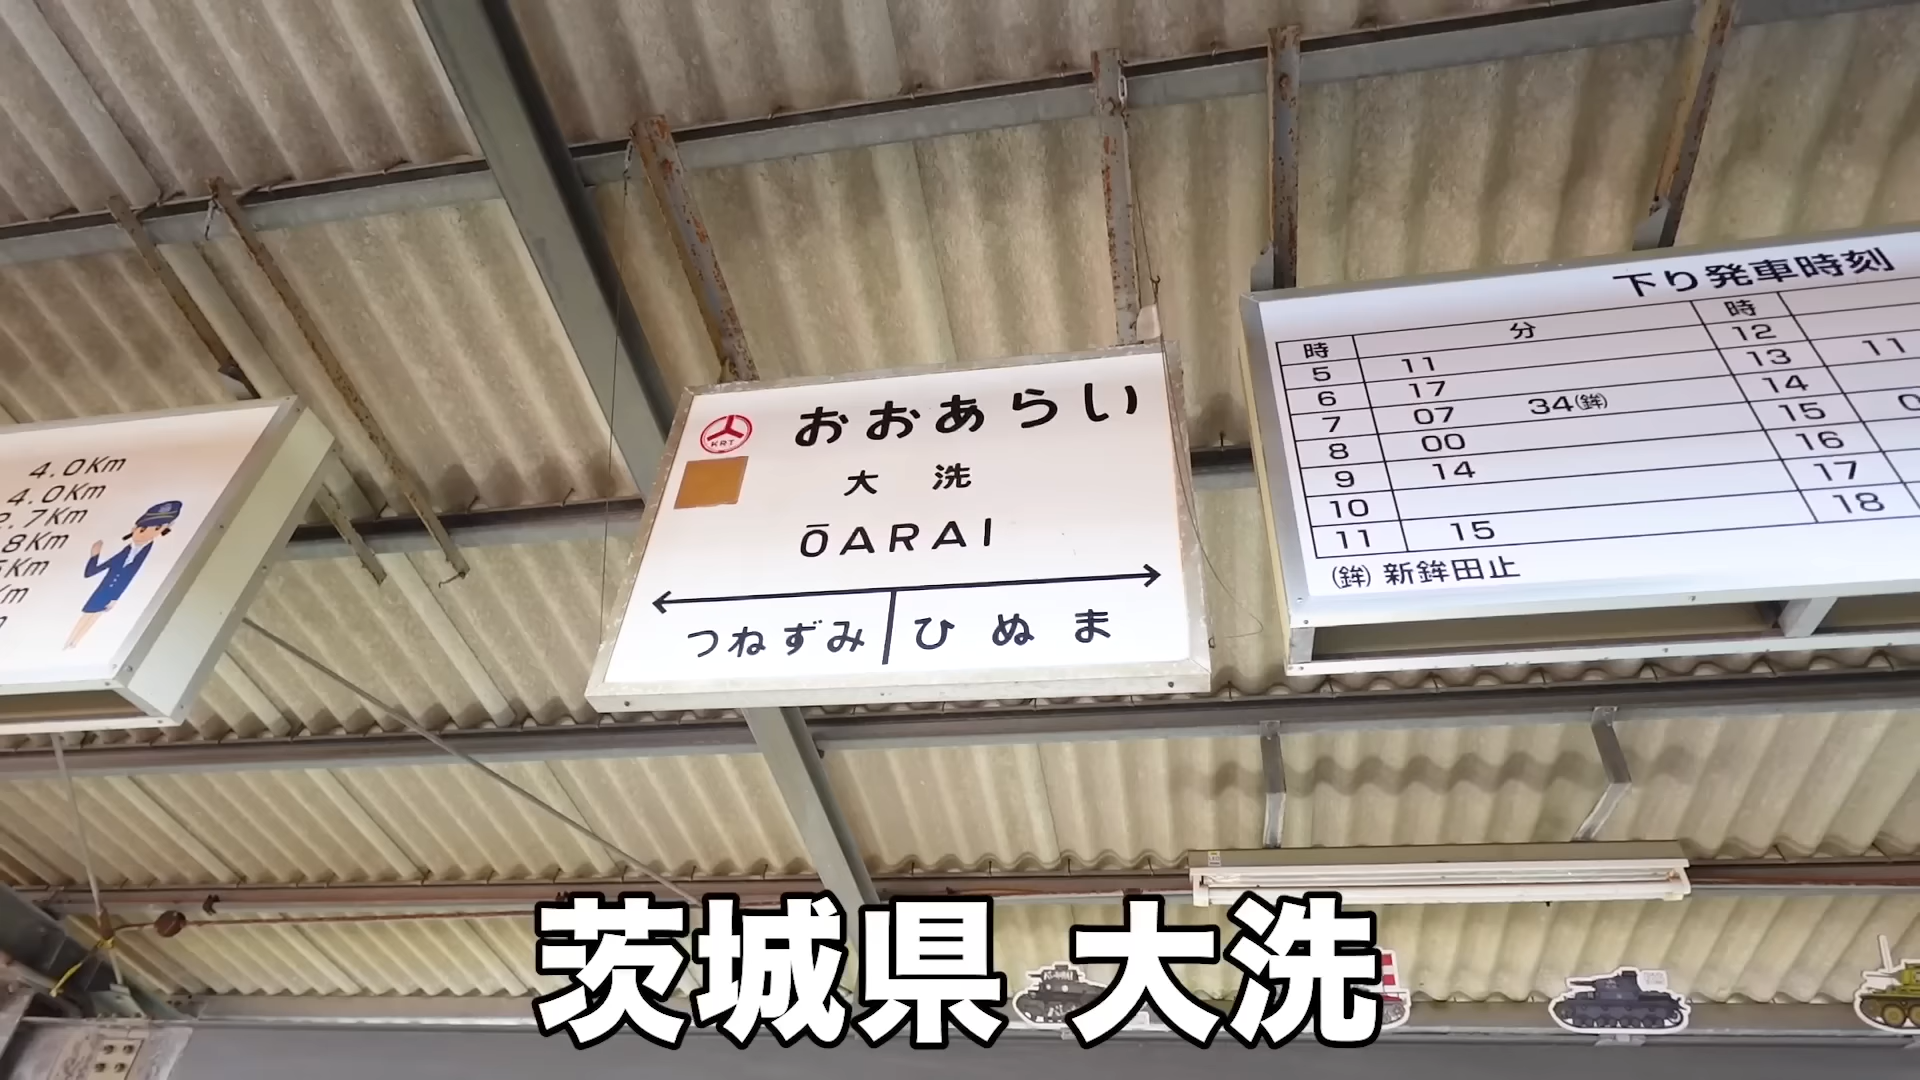 4.0Km
4.0Km
.7Km
8Km
Km
おおあらい
KRT
大洗
ŌARAI
つねずみ
ひぬま
下り発車時刻
時 分 時
5 11 12
6 17 13 11
7 07 34㈷ 14
8 00 15
9 14 16
10 17
11 15 18
(鉾) 新鉾田止
茨城県 大洗